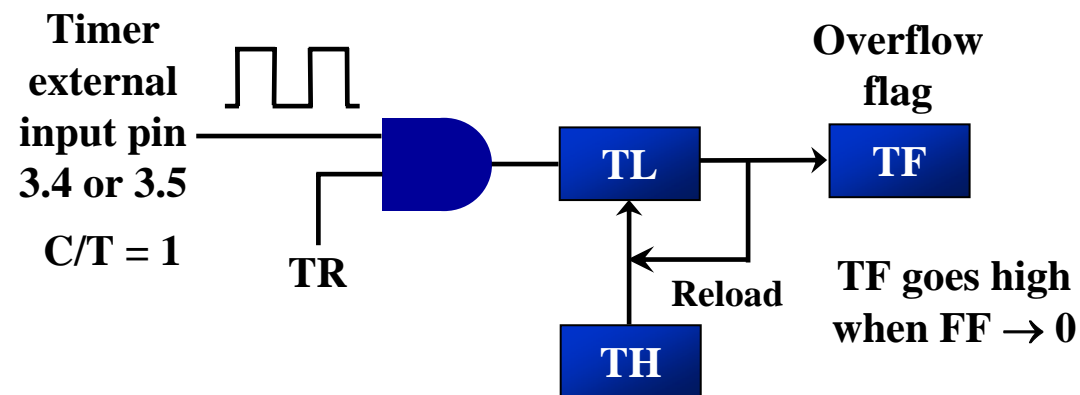 Timer
external
input pin
3.4 or 3.5
C/T = 1
TR
TL
Overflow
flag
TF
Reload
TH
TF goes high
when FF → 0